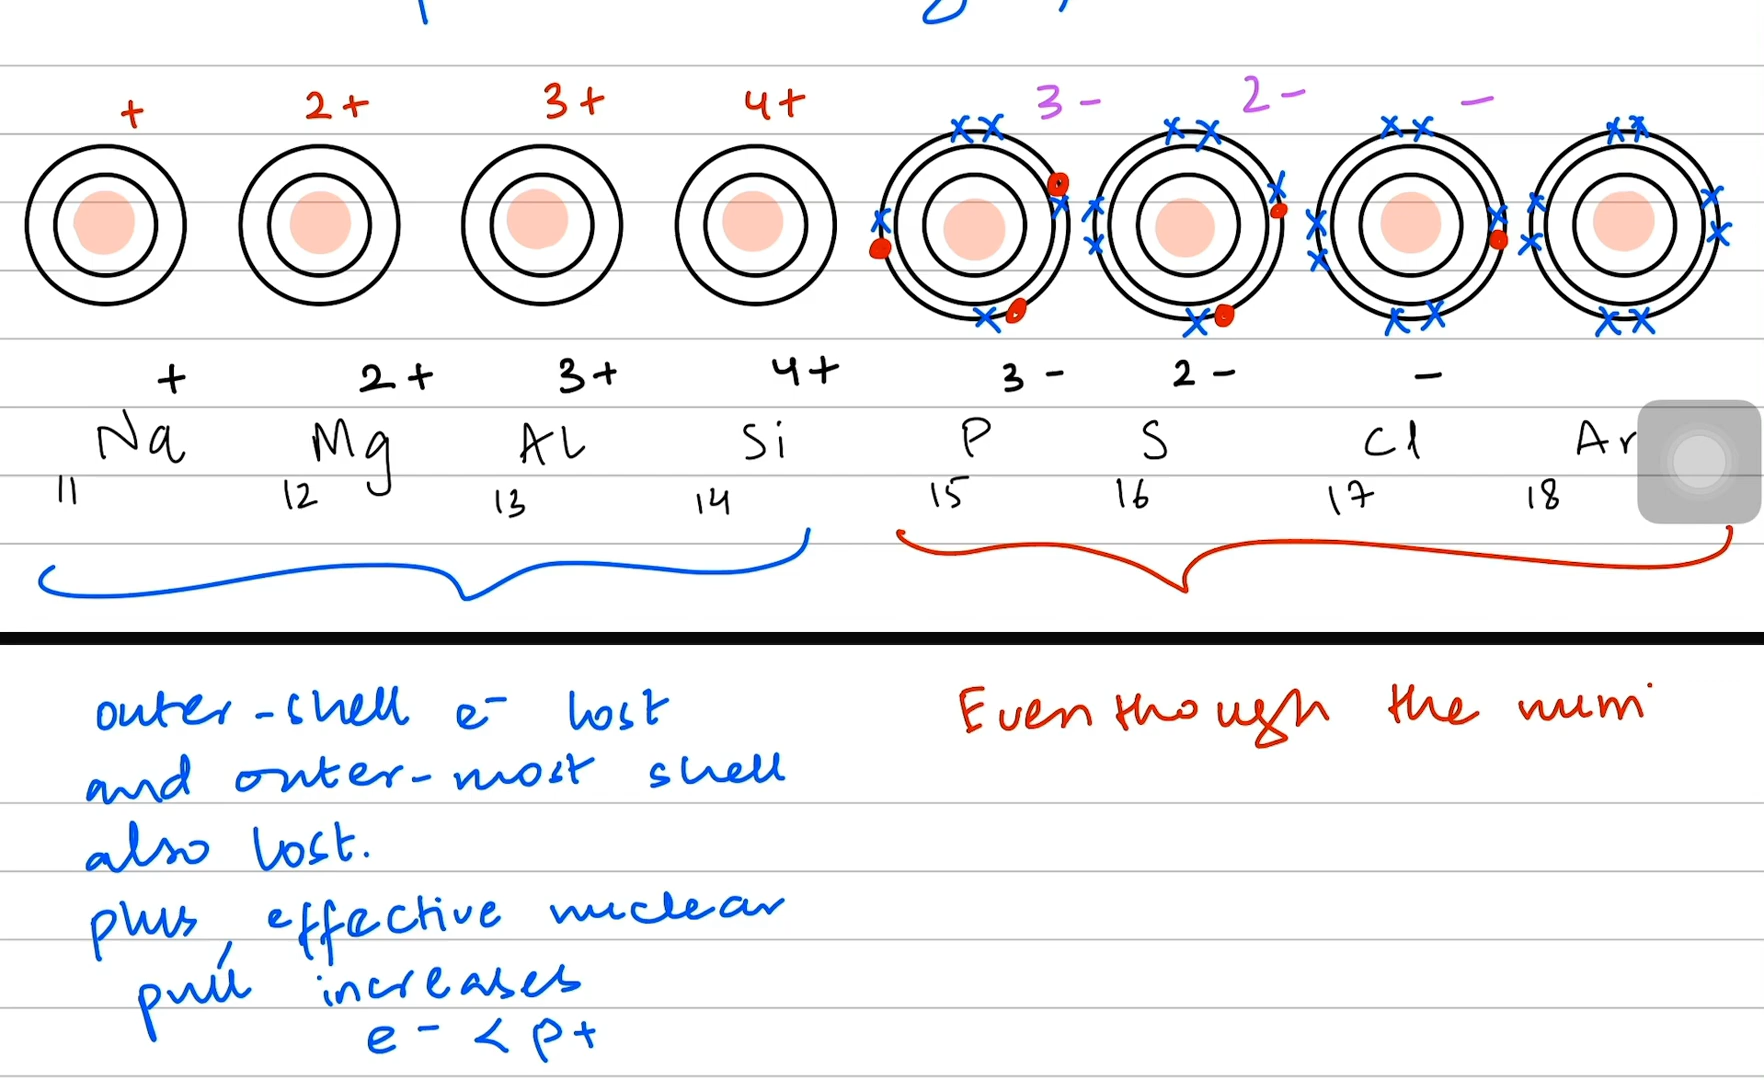 + 2+ 3+ 4+ 3- 2- -
+ 2+ 3+ 4+ 3- 2- -
Na Mg Al Si P S Cl Ar
11 12 13 14 15 16 17 18
outer-shell e- lost
and outer-most shell
also lost.
plus, effective nuclear
pull increases
e- < p+
Even though the num